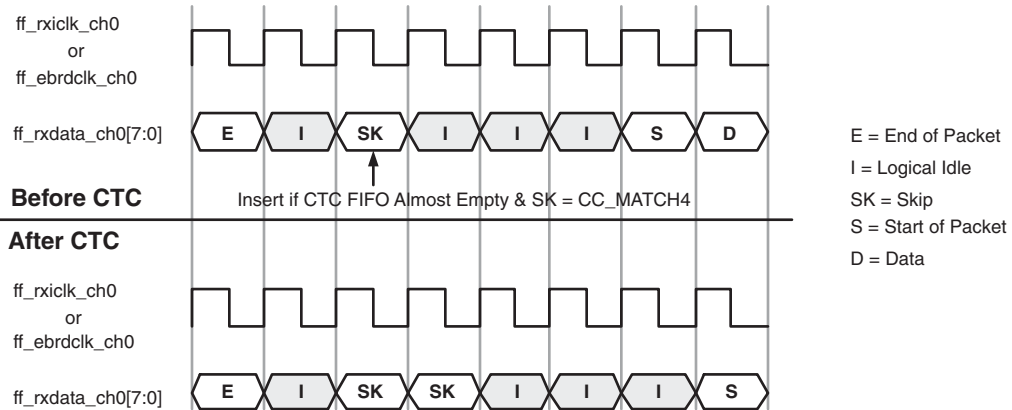 ff_rxiclk_ch0
or
ff_ebrdclk_ch0
ff_rxdata_ch0[7:0]
E I SK I I I S D
Before CTC
Insert if CTC FIFO Almost Empty & SK = CC_MATCH4
After CTC
ff_rxiclk_ch0
or
ff_ebrdclk_ch0
ff_rxdata_ch0[7:0]
E I SK SK I I I S
E = End of Packet
I = Logical Idle
SK = Skip
S = Start of Packet
D = Data